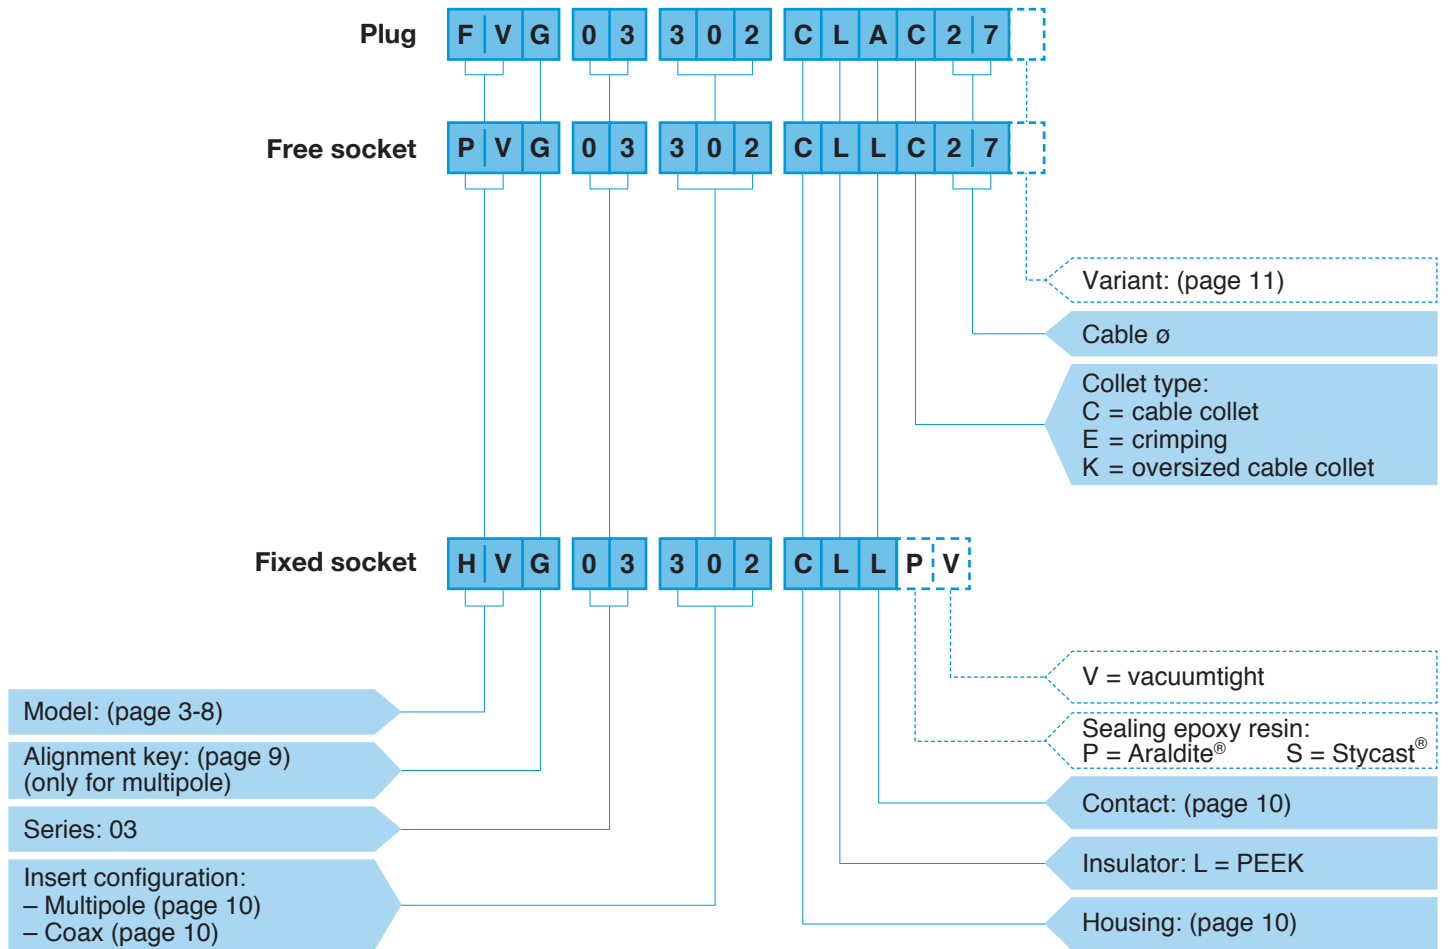 Plug F V G 0 3 3 0 2 C L A C 2 7
Free socket P V G 0 3 3 0 2 C L L C 2 7
Variant: (page 11)
Cable ø
Collet type:
C = cable collet
E = crimping
K = oversized cable collet
Fixed socket H V G 0 3 3 0 2 C L L P V
V = vacuumtight
Sealing epoxy resin:
P = Araldite® S = Stycast®
Contact: (page 10)
Insulator: L = PEEK
Housing: (page 10)
Model: (page 3-8)
Alignment key: (page 9)
(only for multipole)
Series: 03
Insert configuration:
– Multipole (page 10)
– Coax (page 10)